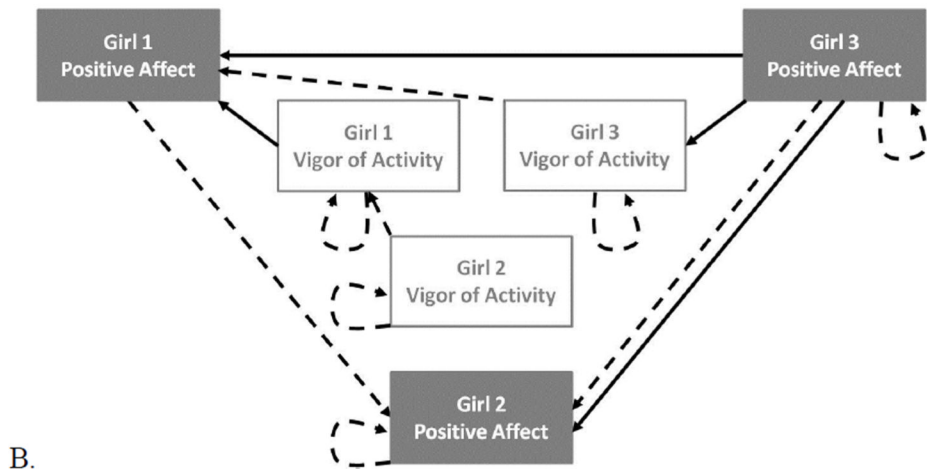 Girl 1
Positive Affect
Girl 3
Positive Affect
Girl 1
Vigor of Activity
Girl 3
Vigor of Activity
Girl 2
Vigor of Activity
Girl 2
Positive Affect
B.